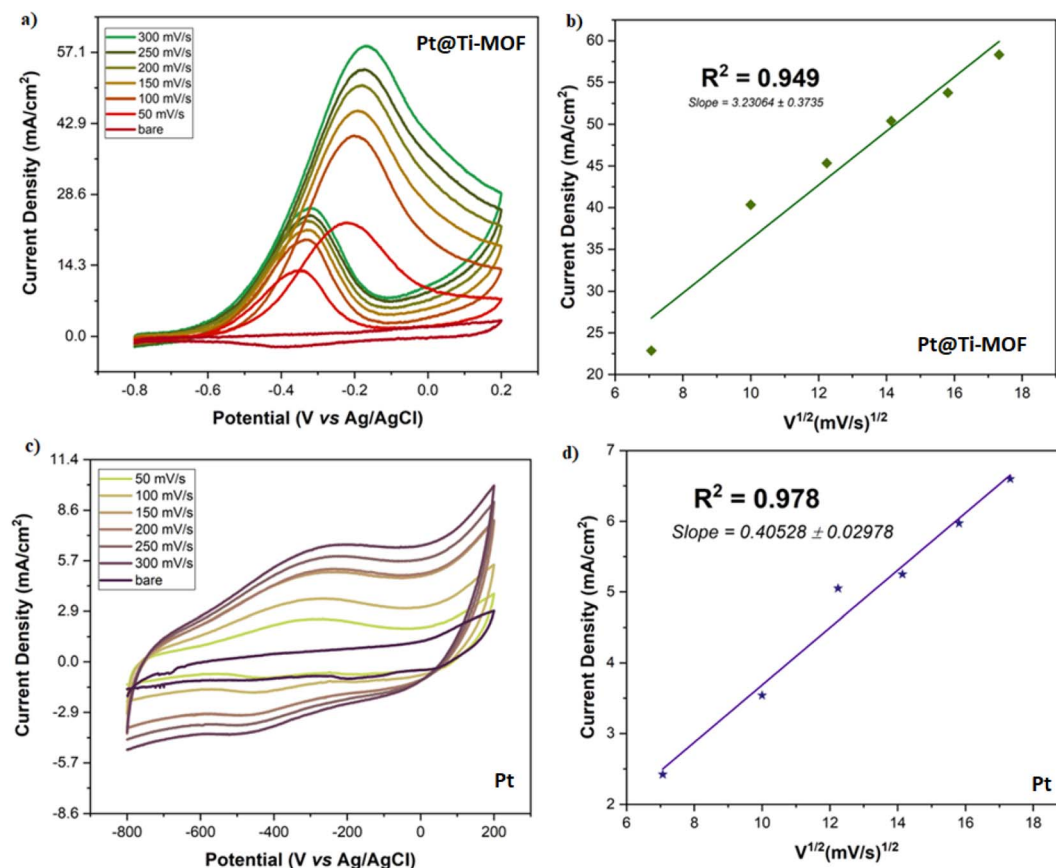 a)
Pt@Ti-MOF
300 mV/s
250 mV/s
200 mV/s
150 mV/s
100 mV/s
50 mV/s
bare
57.1
42.9
28.6
14.3
0.0
Current Density (mA/cm²)
-0.8 -0.6 -0.4 -0.2 0.0 0.2
Potential (V vs Ag/AgCl)
b)
R² = 0.949
Slope = 3.23064 ± 0.3735
60
55
50
45
40
35
30
25
20
Current Density (mA/cm²)
Pt@Ti-MOF
6 8 10 12 14 16 18
V^1/2(mV/s)^1/2
c)
50 mV/s
100 mV/s
150 mV/s
200 mV/s
250 mV/s
300 mV/s
bare
11.4
8.6
5.7
2.9
0.0
-2.9
-5.7
-8.6
Current Density (mA/cm²)
Pt
-800 -600 -400 -200 0 200
Potential (V vs Ag/AgCl)
d)
R² = 0.978
Slope = 0.40528 ± 0.02978
7
6
5
4
3
2
Current Density (mA/cm²)
Pt
6 8 10 12 14 16 18
V^1/2(mV/s)^1/2